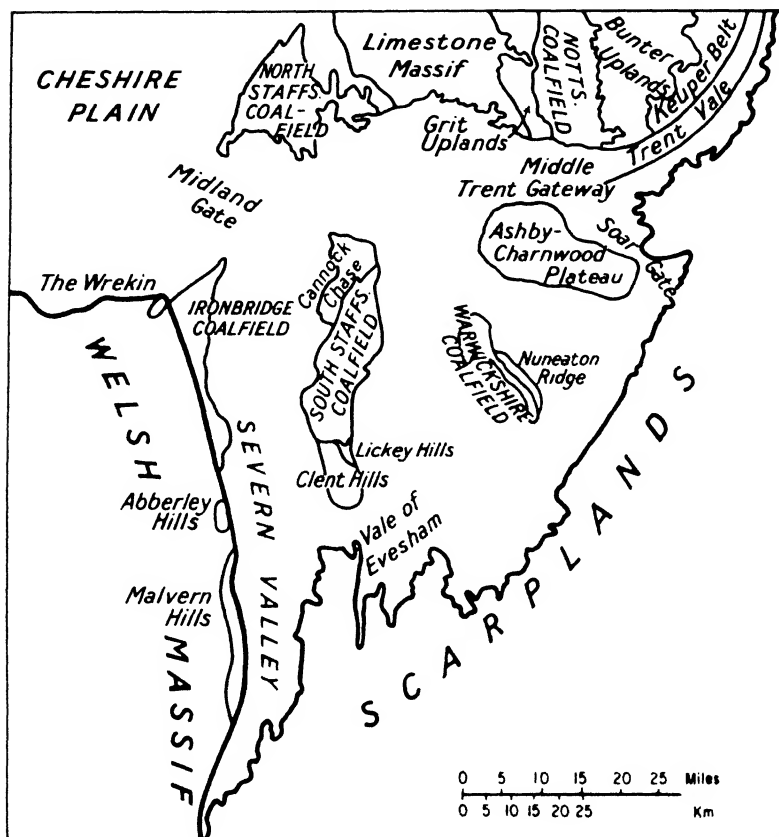 CHESHIRE
PLAIN
NORTH
STAFFS.
COAL-
FIELD
Limestone
Massif
Grit
Uplands
NOTTS.
COALFIELD
Bunter
Uplands
Keuper Belt
Trent Vale
Middle
Trent Gateway
Midland
Gate
Ashby-
Charnwood
Plateau
Soar Gate
The Wrekin
IRONBRIDGE
COALFIELD
Cannock
Chase
SOUTH STAFFS.
COALFIELD
WARWICKSHIRE
COALFIELD
Nuneaton
Ridge
WELSH
MASSIF
SEVERN VALLEY
Lickey Hills
Clent Hills
Abberley
Hills
Vale of
Evesham
Malvern
Hills
SCARPLANDS
0 5 10 15 20 25 Miles
0 5 10 15 20 25 Km